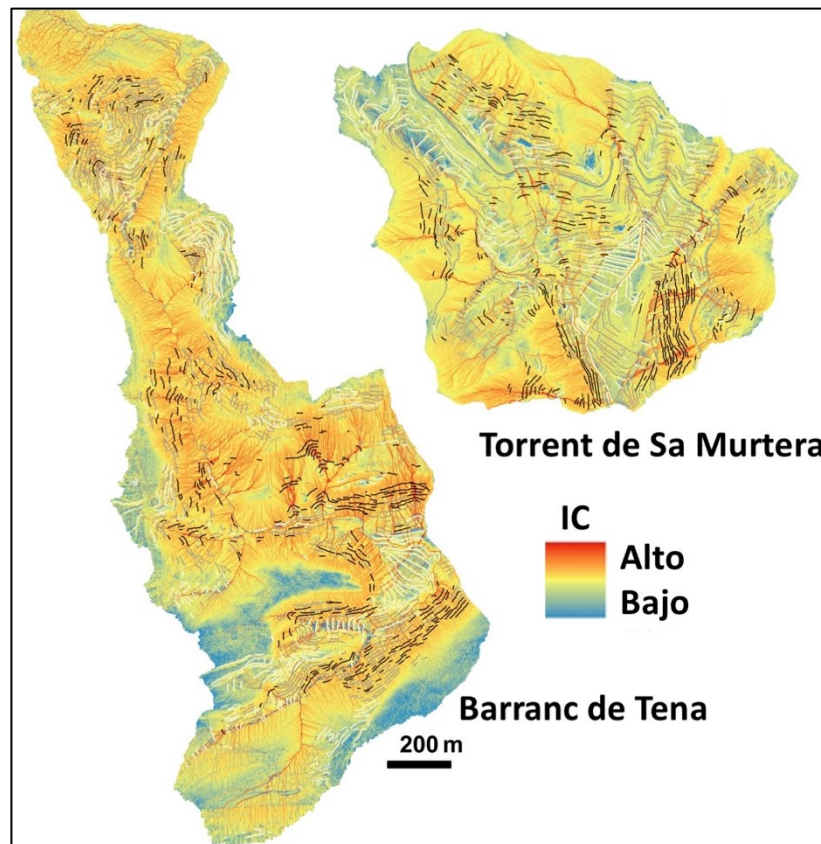 Torrent de Sa Murtera
IC
Alto
Bajo
Barranc de Tena
200 m